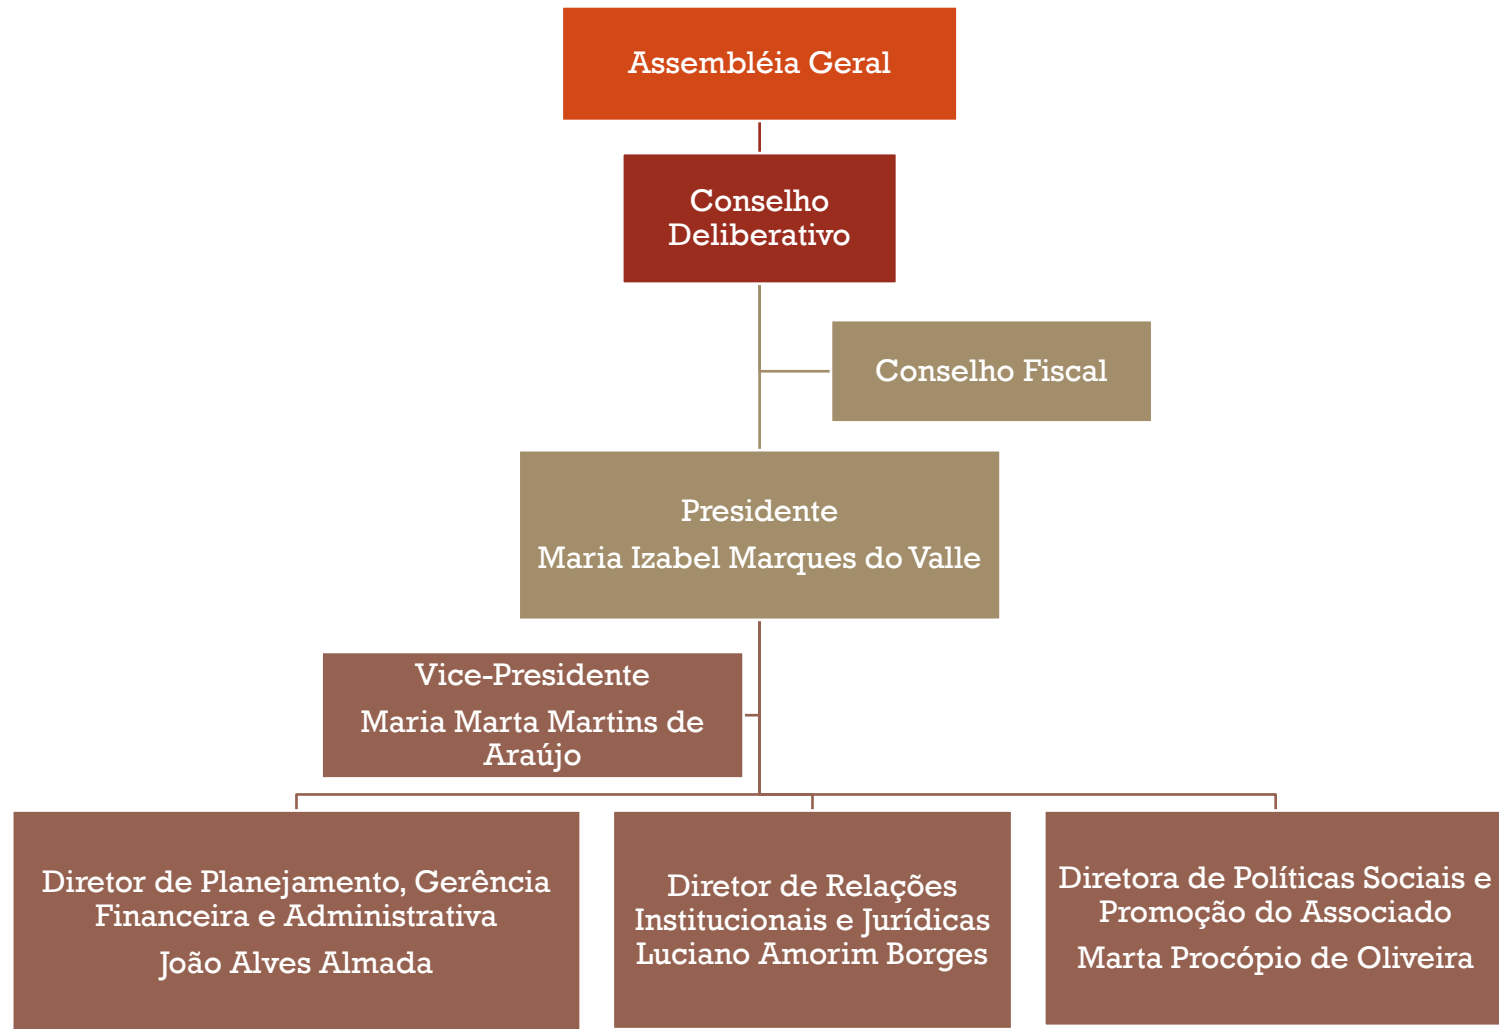 Assembléia Geral
Conselho
Deliberativo
Conselho Fiscal
Presidente
Maria Izabel Marques do Valle
Vice-Presidente
Maria Marta Martins de
Araújo
Diretor de Planejamento, Gerência
Financeira e Administrativa
João Alves Almada
Diretor de Relações
Institucionais e Jurídicas
Luciano Amorim Borges
Diretora de Políticas Sociais e
Promoção do Associado
Marta Procópio de Oliveira